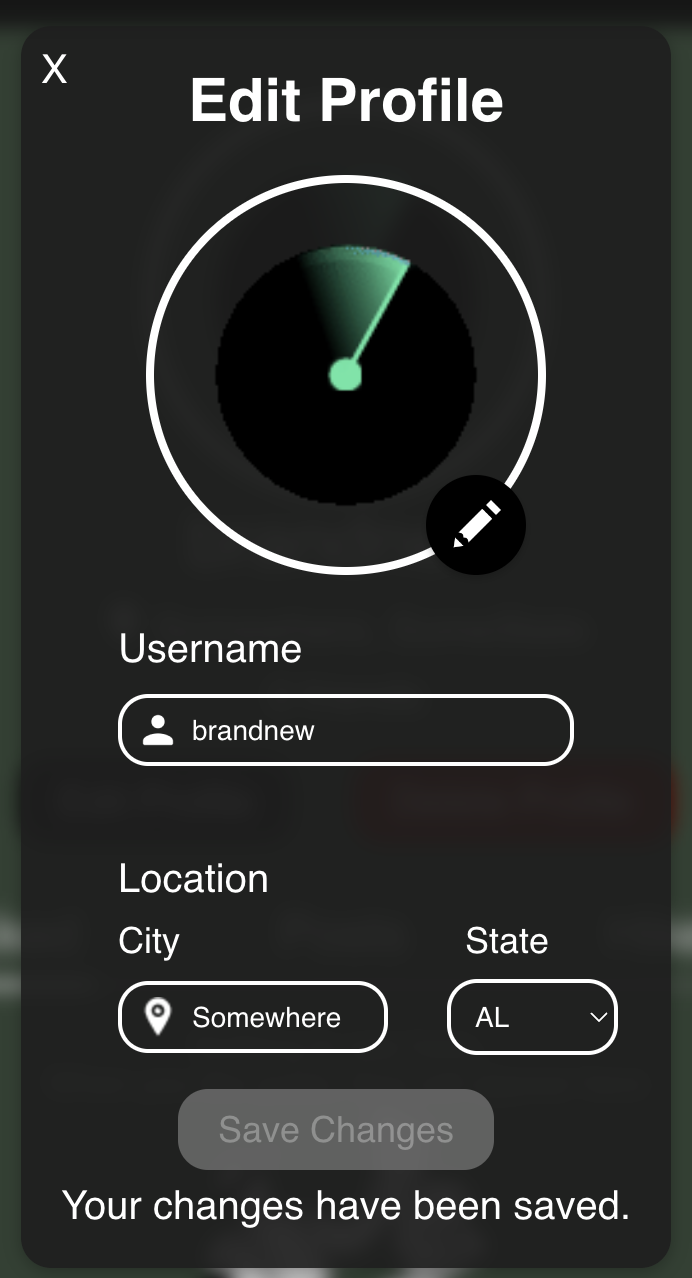 X
Edit Profile
Username
brandnew
Location
City State
Somewhere AL
Save Changes
Your changes have been saved.